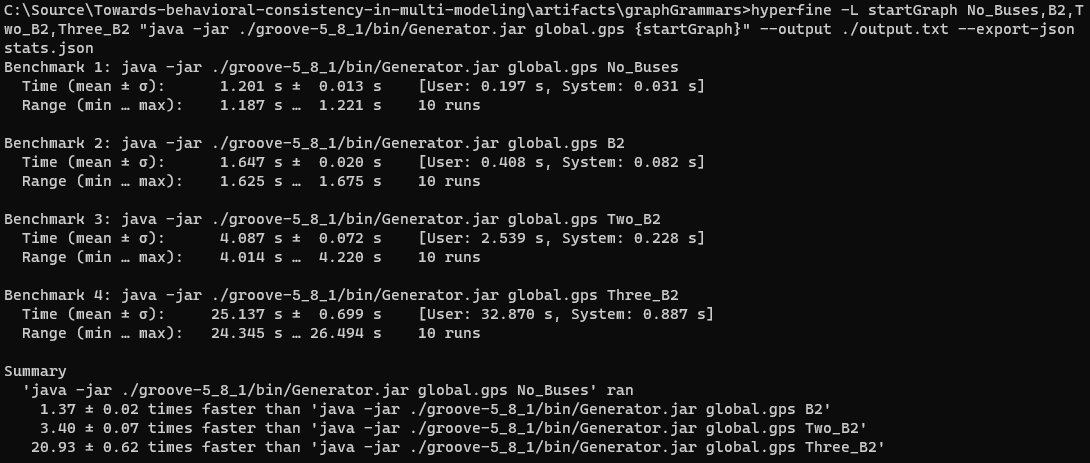 C:\Source\Towards-behavioral-consistency-in-multi-modeling\artifacts\graphGrammars>hyperfine -L startGraph No_Buses,B2,T
wo_B2,Three_B2 "java -jar ./groove-5_8_1/bin/Generator.jar global.gps {startGraph}" --output ./output.txt --export-json
stats.json
Benchmark 1: java -jar ./groove-5_8_1/bin/Generator.jar global.gps No_Buses
  Time (mean ± σ):      1.201 s ±  0.013 s    [User: 0.197 s, System: 0.031 s]
  Range (min … max):    1.187 s …  1.221 s    10 runs

Benchmark 2: java -jar ./groove-5_8_1/bin/Generator.jar global.gps B2
  Time (mean ± σ):      1.647 s ±  0.020 s    [User: 0.408 s, System: 0.082 s]
  Range (min … max):    1.625 s …  1.675 s    10 runs

Benchmark 3: java -jar ./groove-5_8_1/bin/Generator.jar global.gps Two_B2
  Time (mean ± σ):      4.087 s ±  0.072 s    [User: 2.539 s, System: 0.228 s]
  Range (min … max):    4.014 s …  4.220 s    10 runs

Benchmark 4: java -jar ./groove-5_8_1/bin/Generator.jar global.gps Three_B2
  Time (mean ± σ):     25.137 s ±  0.699 s    [User: 32.870 s, System: 0.887 s]
  Range (min … max):   24.345 s … 26.494 s    10 runs

Summary
  'java -jar ./groove-5_8_1/bin/Generator.jar global.gps No_Buses' ran
    1.37 ± 0.02 times faster than 'java -jar ./groove-5_8_1/bin/Generator.jar global.gps B2'
    3.40 ± 0.07 times faster than 'java -jar ./groove-5_8_1/bin/Generator.jar global.gps Two_B2'
   20.93 ± 0.62 times faster than 'java -jar ./groove-5_8_1/bin/Generator.jar global.gps Three_B2'